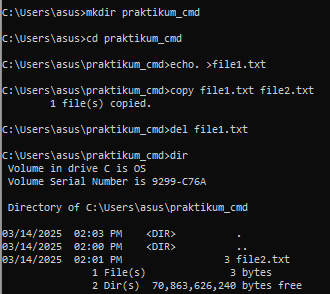 C:\Users\asus>mkdir praktikum_cmd
C:\Users\asus>cd praktikum_cmd
C:\Users\asus\praktikum_cmd>echo. >file1.txt
C:\Users\asus\praktikum_cmd>copy file1.txt file2.txt
        1 file(s) copied.
C:\Users\asus\praktikum_cmd>del file1.txt
C:\Users\asus\praktikum_cmd>dir
 Volume in drive C is OS
 Volume Serial Number is 9299-C76A
 Directory of C:\Users\asus\praktikum_cmd
03/14/2025  02:03 PM    <DIR>          .
03/14/2025  02:00 PM    <DIR>          ..
03/14/2025  02:01 PM                 3 file2.txt
               1 File(s)              3 bytes
               2 Dir(s)  70,863,626,240 bytes free